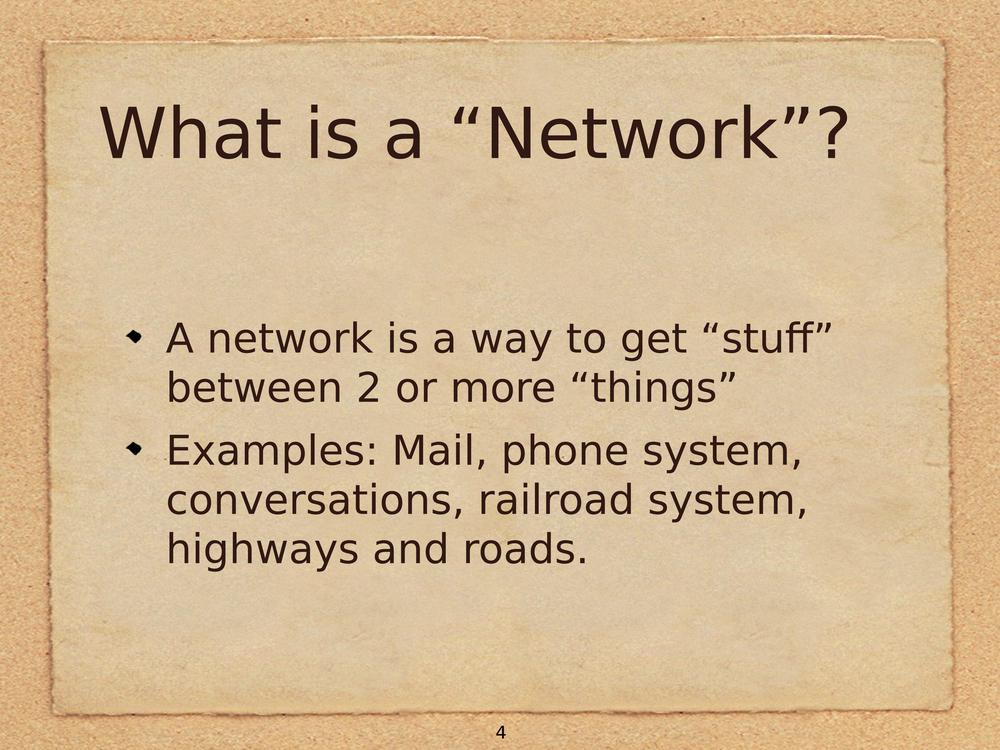 What is a “Network”?
A network is a way to get “stuff”
between 2 or more “things”
Examples: Mail, phone system,
conversations, railroad system,
highways and roads.
4